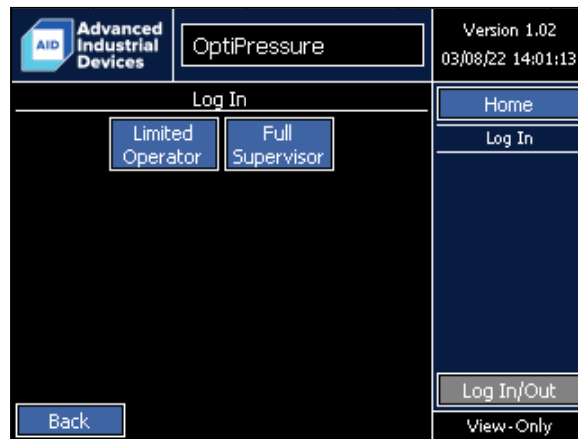 AID
Advanced
Industrial
Devices
OptiPressure
Version 1.02
03/08/22 14:01:13
Log In
Limited
Operator
Full
Supervisor
Back
Home
Log In
Log In/Out
View-Only